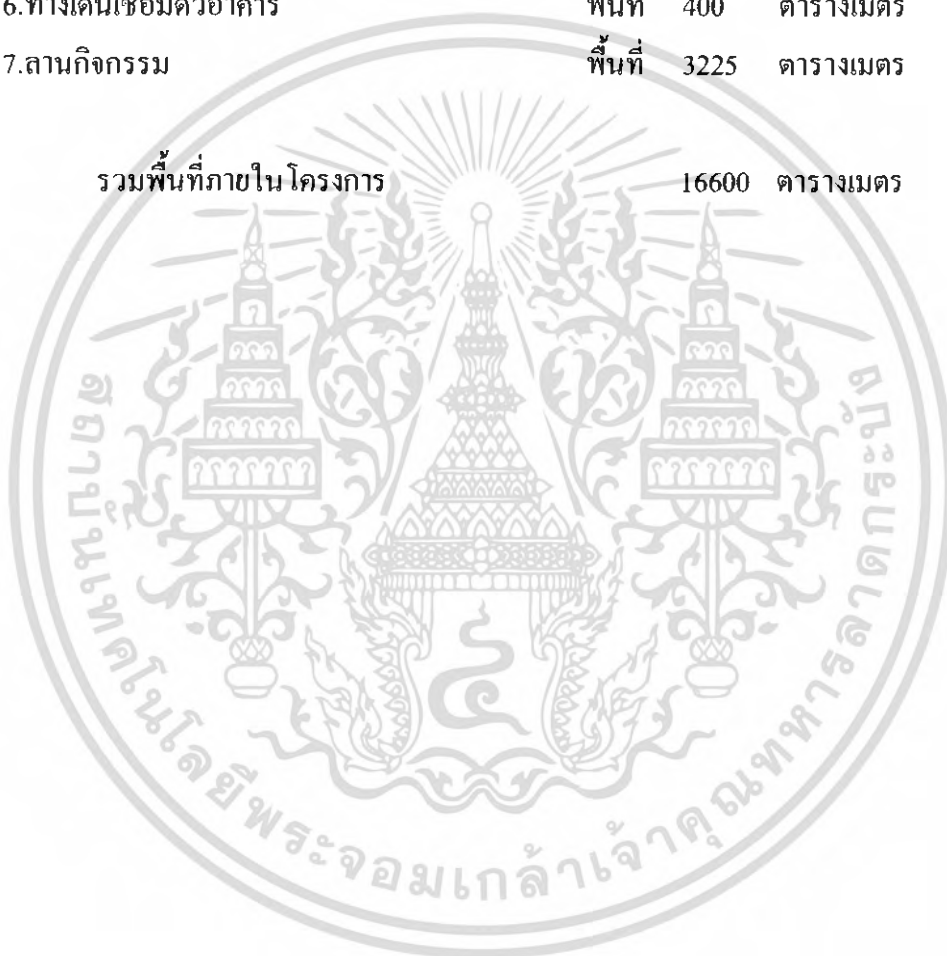 6.ทางเดินเชื่อมตัวอาคาร พื้นที่ 400 ตารางเมตร
7.ลานกิจกรรม พื้นที่ 3225 ตารางเมตร
รวมพื้นที่ภายในโครงการ 16600 ตารางเมตร
สถาบันเทคโนโลยีพระจอมเกล้าเจ้าคุณทหารลาดกระบัง